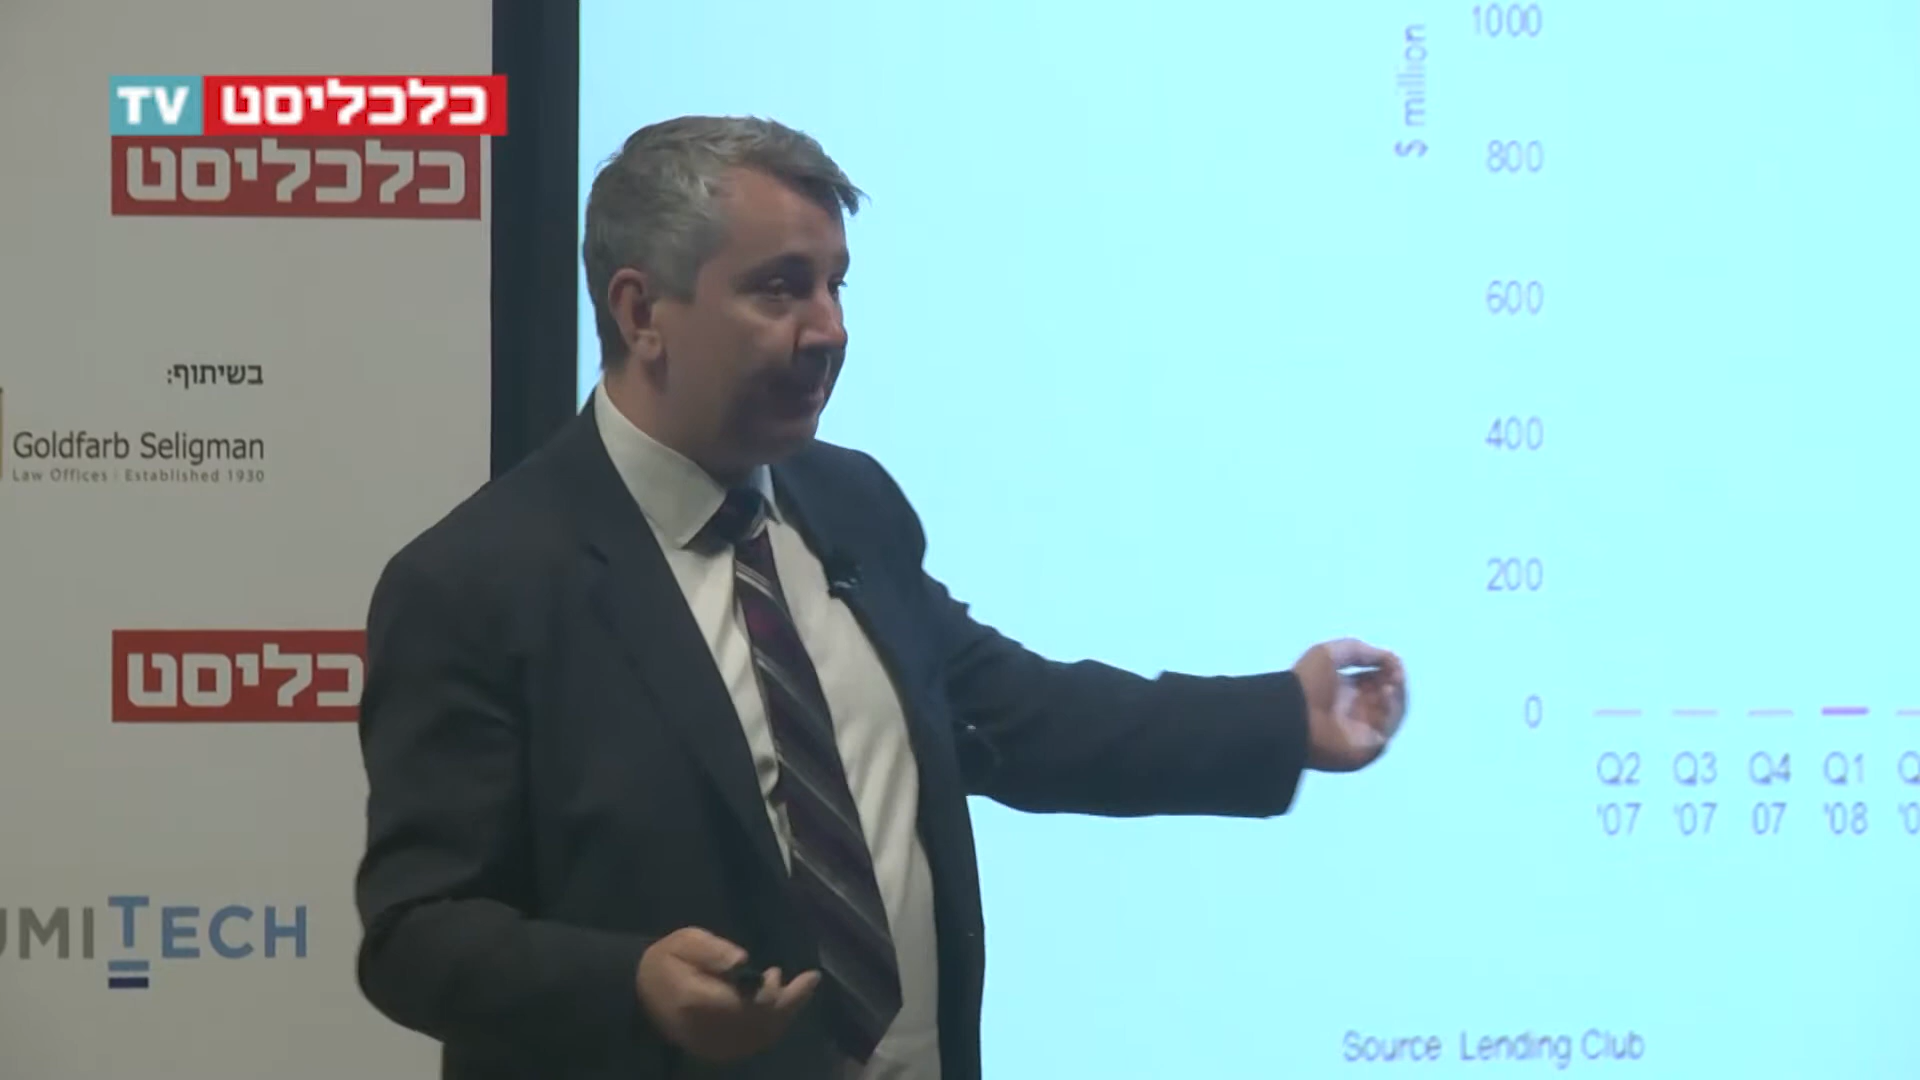 TV כלכליסט
כלכליסט
בשיתוף:
Goldfarb Seligman
Law Offices | Established 1930
כליסט
UMITECH
1000
$ million
800
600
400
200
0
Q2 Q3 Q4 Q1
'07 '07 07 '08
Source Lending Club